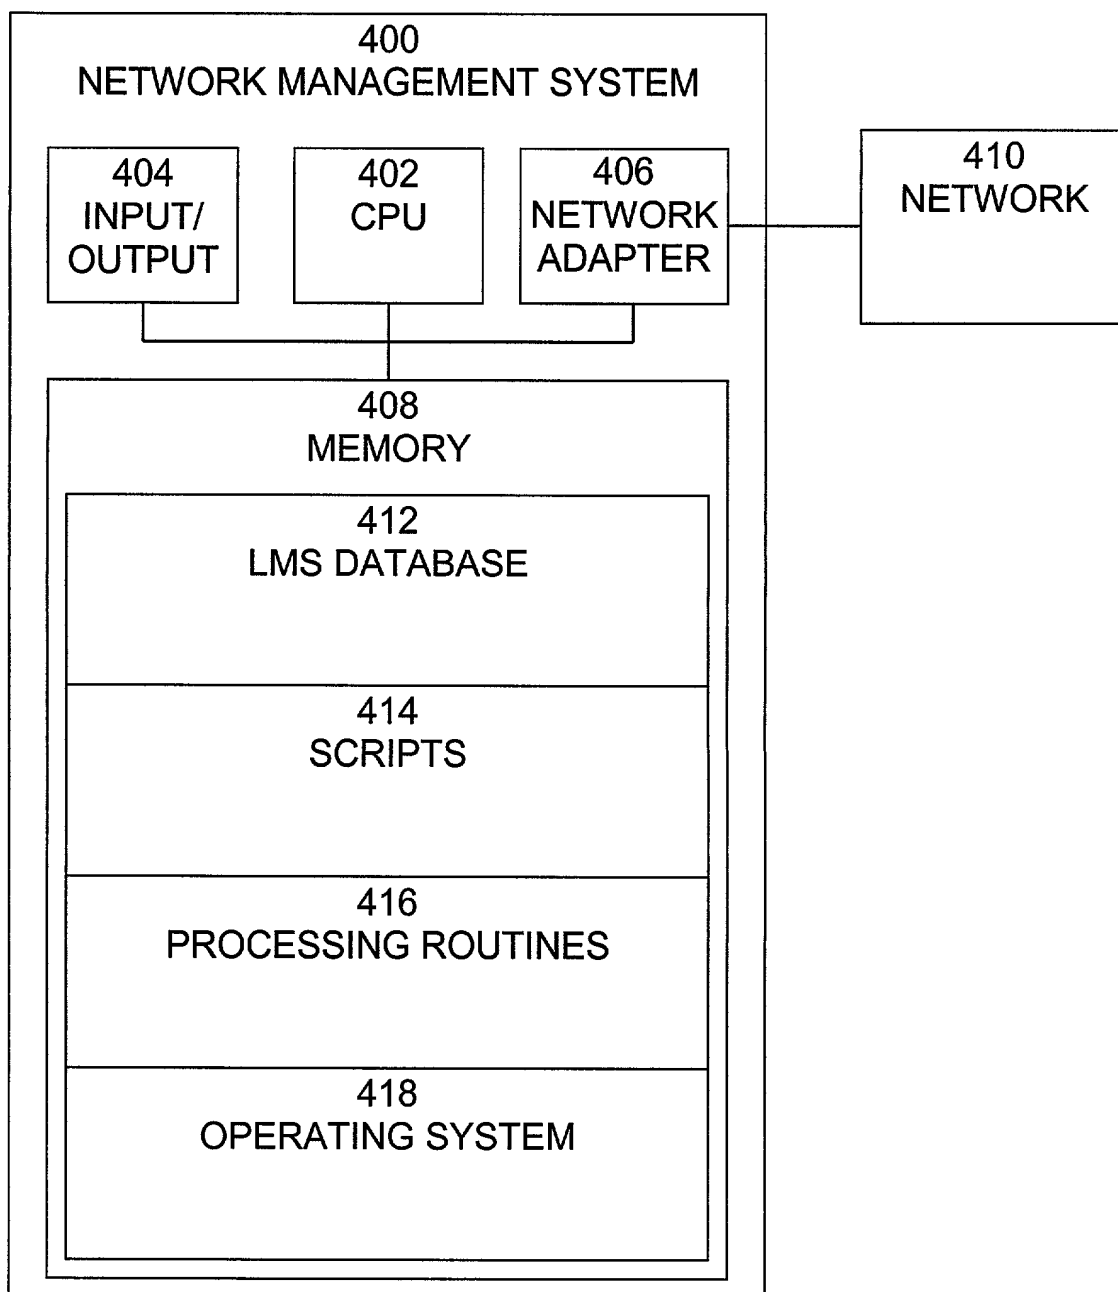 400
NETWORK MANAGEMENT SYSTEM
404
INPUT/
OUTPUT
402
CPU
406
NETWORK
ADAPTER
410
NETWORK
408
MEMORY
412
LMS DATABASE
414
SCRIPTS
416
PROCESSING ROUTINES
418
OPERATING SYSTEM